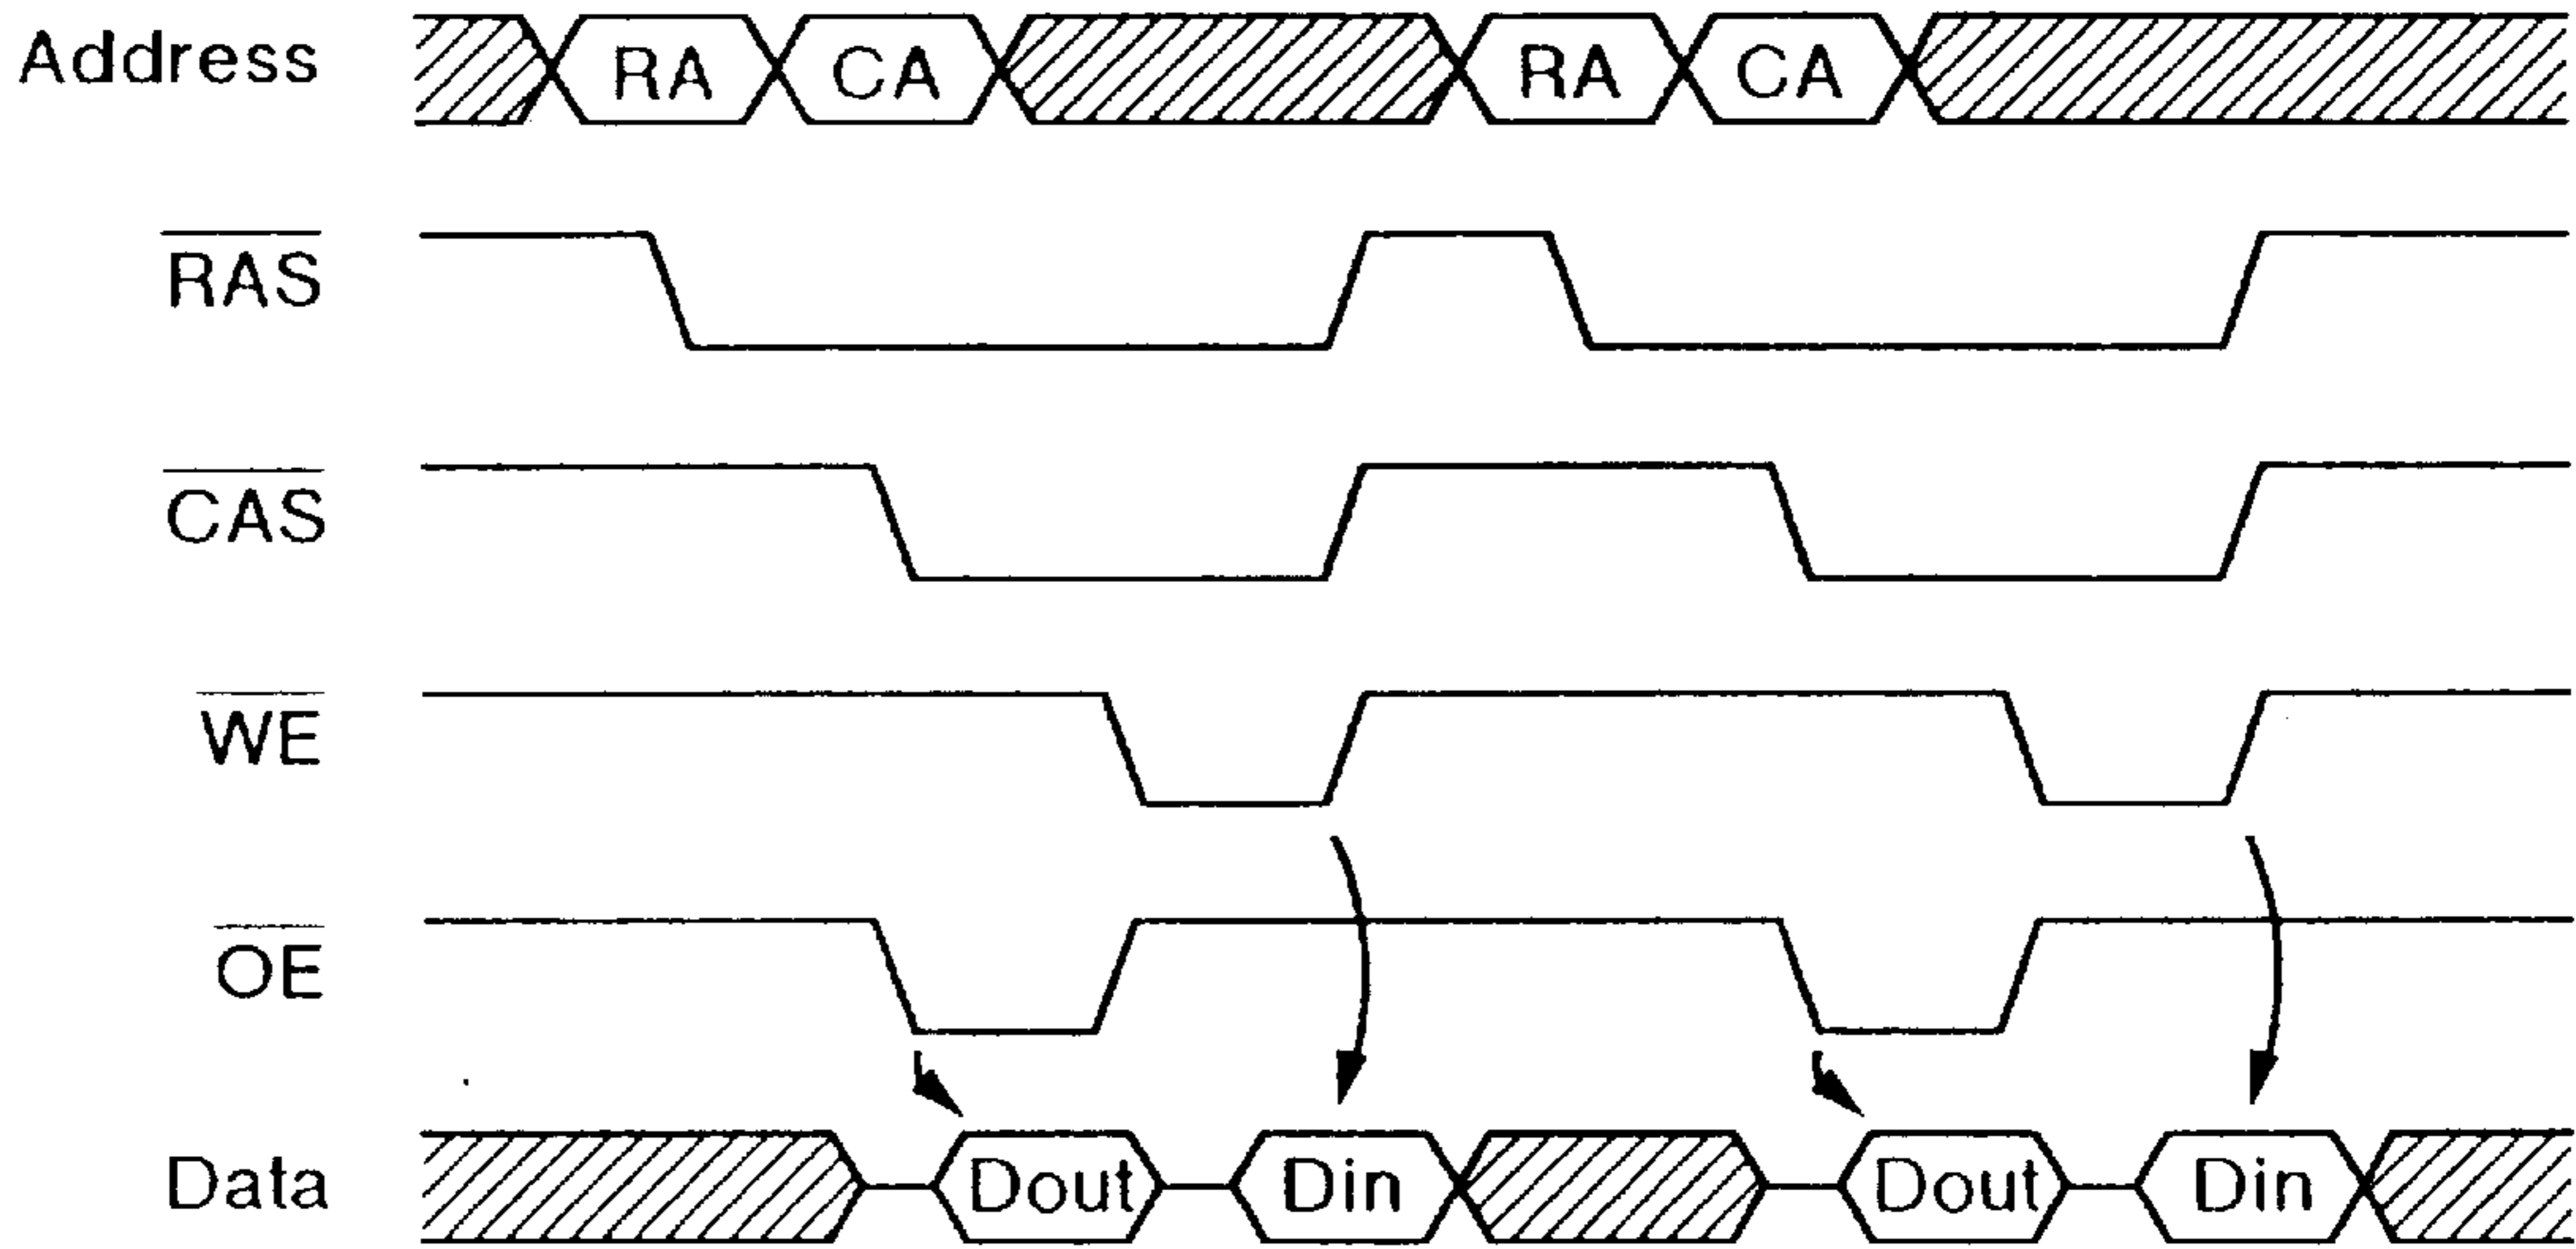 Address RA CA RA CA
RAS
CAS
WE
OE
Data Dout Din Dout Din